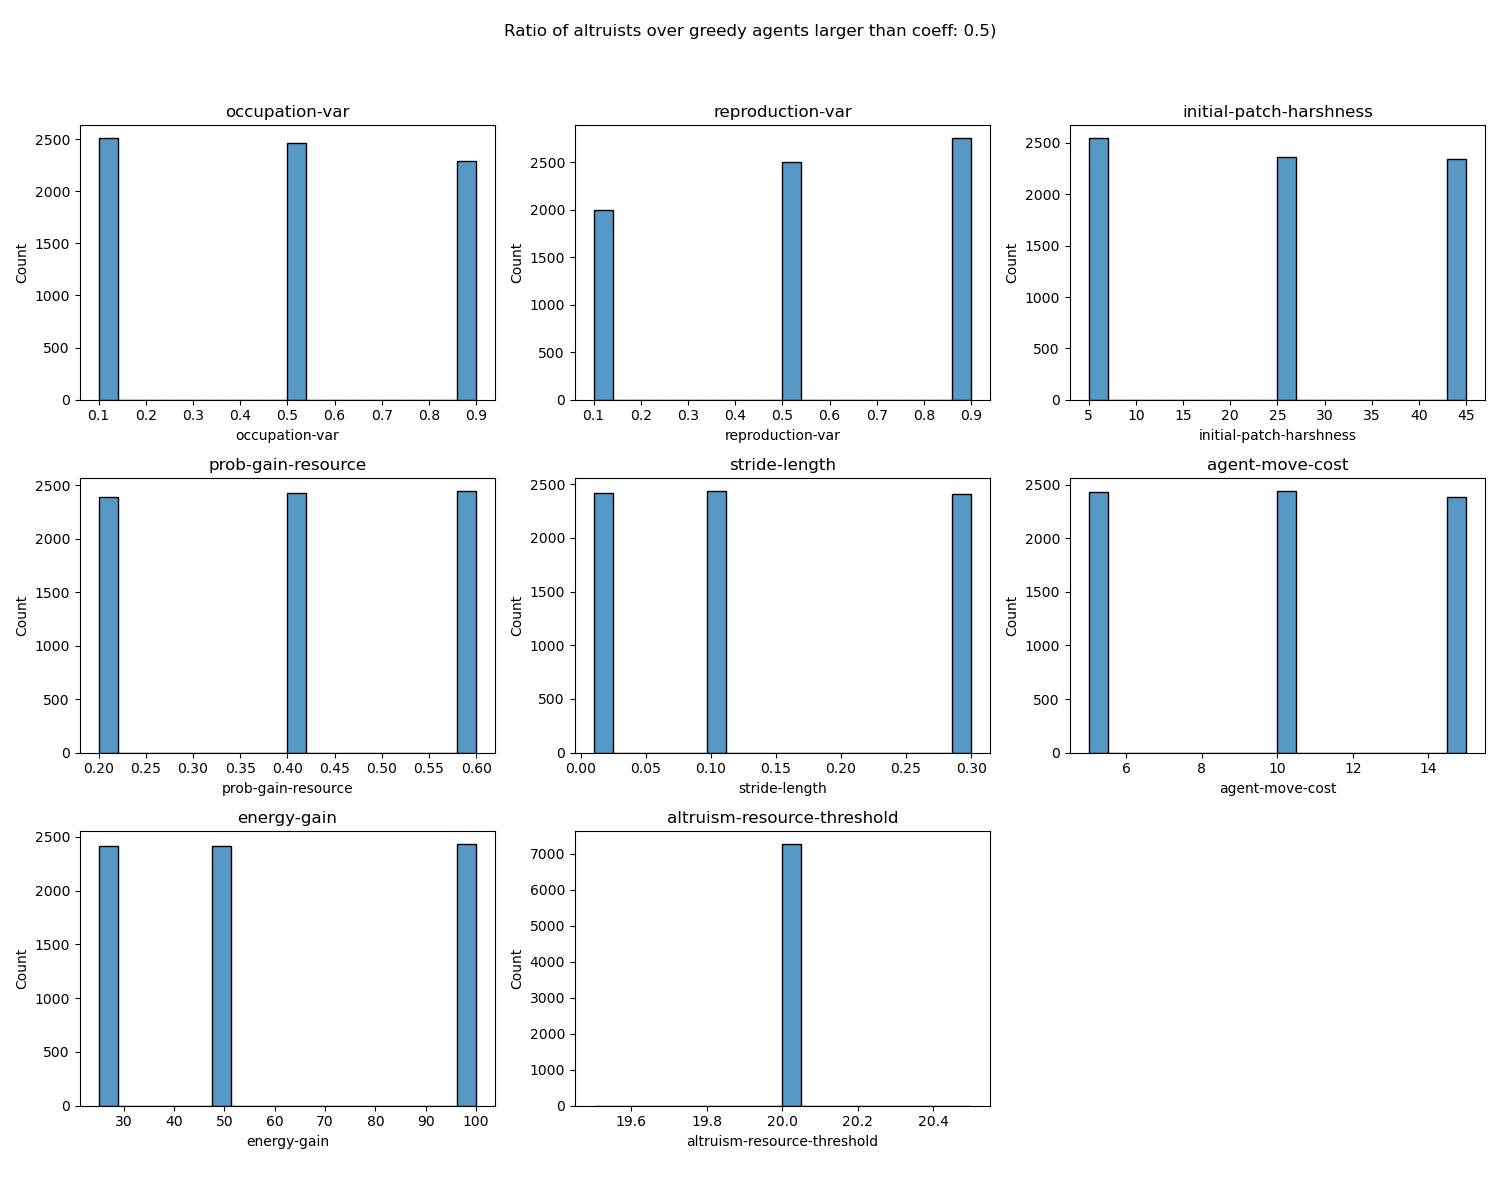 Ratio of altruists over greedy agents larger than coeff: 0.5)
occupation-var
2500
2000
1500
1000
500
0
Count
0.1 0.2 0.3 0.4 0.5 0.6 0.7 0.8 0.9
occupation-var
reproduction-var
2500
2000
1500
1000
500
0
Count
0.1 0.2 0.3 0.4 0.5 0.6 0.7 0.8 0.9
reproduction-var
initial-patch-harshness
2500
2000
1500
1000
500
0
Count
5 10 15 20 25 30 35 40 45
initial-patch-harshness
prob-gain-resource
2500
2000
1500
1000
500
0
Count
0.20 0.25 0.30 0.35 0.40 0.45 0.50 0.55 0.60
prob-gain-resource
stride-length
2500
2000
1500
1000
500
0
Count
0.00 0.05 0.10 0.15 0.20 0.25 0.30
stride-length
agent-move-cost
2500
2000
1500
1000
500
0
Count
6 8 10 12 14
agent-move-cost
energy-gain
2500
2000
1500
1000
500
0
Count
30 40 50 60 70 80 90 100
energy-gain
altruism-resource-threshold
7000
6000
5000
4000
3000
2000
1000
0
Count
19.6 19.8 20.0 20.2 20.4
altruism-resource-threshold